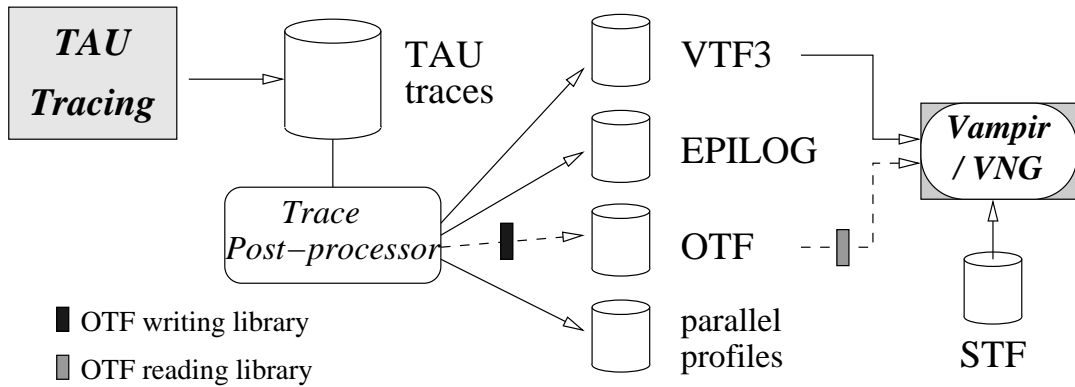 TAU
Tracing
TAU
traces
Trace
Post−processor
VTF3
EPILOG
OTF
parallel
profiles
Vampir
/ VNG
STF
OTF writing library
OTF reading library